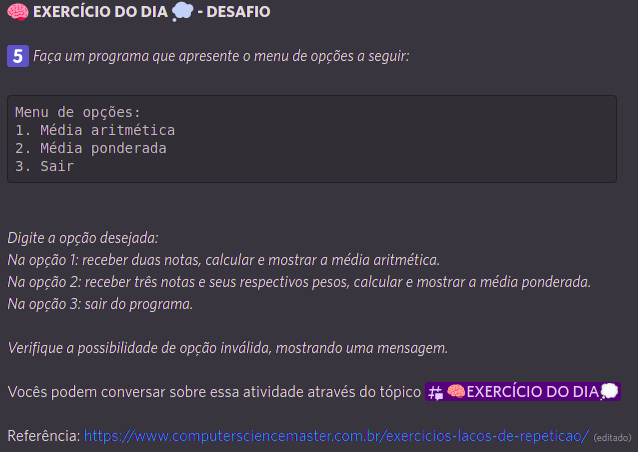 🧠 EXERCÍCIO DO DIA 💭 - DESAFIO
5 Faça um programa que apresente o menu de opções a seguir:
Menu de opções:
1. Média aritmética
2. Média ponderada
3. Sair
Digite a opção desejada:
Na opção 1: receber duas notas, calcular e mostrar a média aritmética.
Na opção 2: receber três notas e seus respectivos pesos, calcular e mostrar a média ponderada.
Na opção 3: sair do programa.
Verifique a possibilidade de opção inválida, mostrando uma mensagem.
Vocês podem conversar sobre essa atividade através do tópico # 🧠EXERCÍCIO DO DIA💭
Referência: https://www.computersciencemaster.com.br/exercicios-lacos-de-repeticao/ (editado)